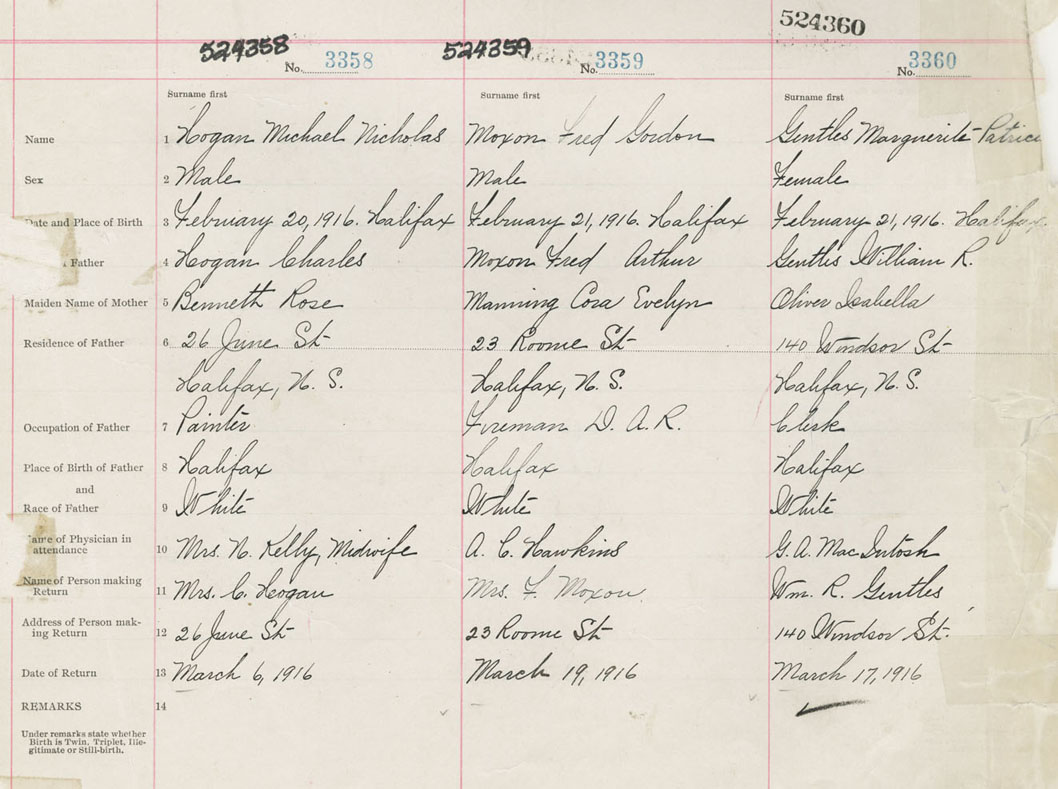 524358 524359 524360
No. 3358 No. 3359 No. 3360
Surname first Surname first Surname first
Name 1 Hogan Michael Nicholas Moxon Fred Gordon Gentles Marguerite Patricia
Sex 2 Male Male Female
Date and Place of Birth 3 February 20, 1916. Halifax February 21, 1916. Halifax February 21, 1916. Halifax
Father 4 Hogan Charles Moxon Fred Arthur Gentles William R.
Maiden Name of Mother 5 Benneth Rose Manning Cora Evelyn Oliver Isabella
Residence of Father 6 26 June St 23 Roome St 140 Windsor St
Halifax, N. S. Halifax, N. S. Halifax, N. S.
Occupation of Father 7 Painter Foreman D. A. R. Clerk
Place of Birth of Father 8 Halifax Halifax Halifax
and
Race of Father 9 White White White
Name of Physician in
attendance 10 Mrs. N. Kelly, Midwife A. C. Hawkins G. A. MacIntosh
Name of Person making
Return 11 Mrs. C. Hogan Mrs. F. Moxon. Wm. R. Gentles
Address of Person mak-
ing Return 12 26 June St 23 Roome St 140 Windsor St.
Date of Return 13 March 6, 1916 March 19, 1916 March 17, 1916
REMARKS 14
Under remarks state whether
Birth is Twin, Triplet, Ille-
gitimate or Still-birth.